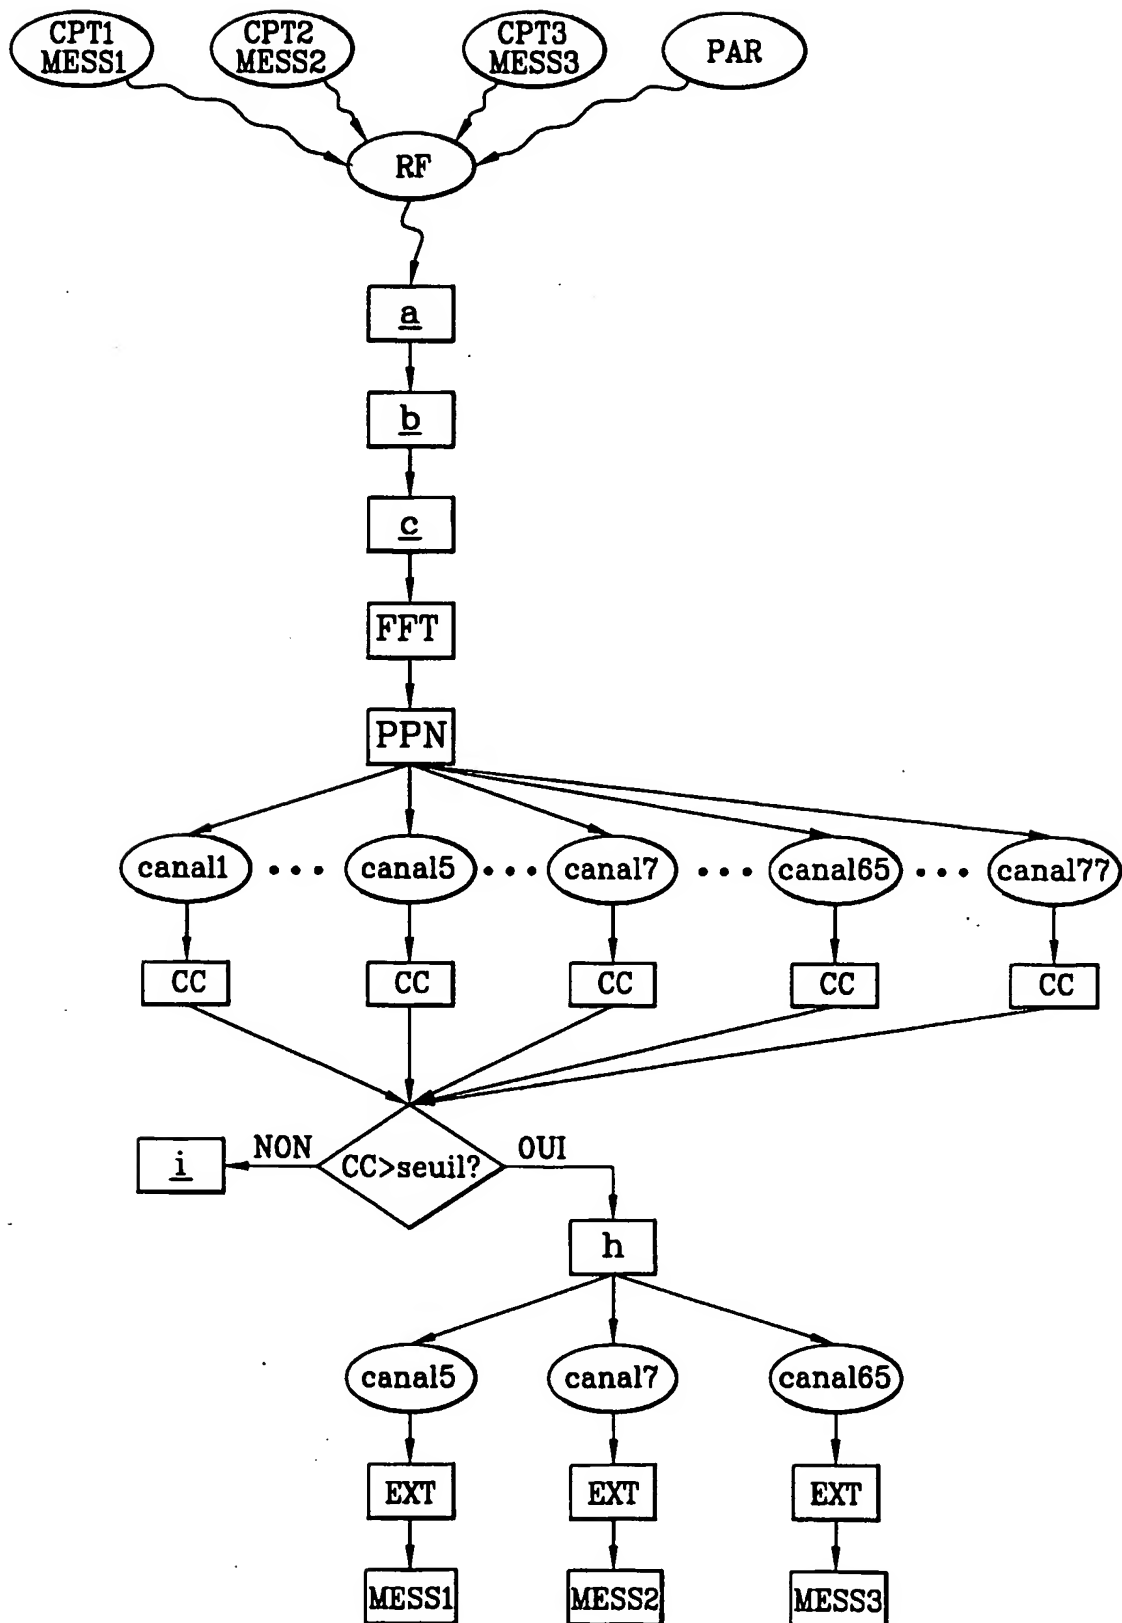 CPT1
MESS1
CPT2
MESS2
CPT3
MESS3
PAR
RF
a
b
c
FFT
PPN
canal1 ••• canal5 ••• canal7 ••• canal65 ••• canal77
CC CC CC CC CC
i
NON
CC>seuil?
OUI
h
canal5 canal7 canal65
EXT EXT EXT
MESS1 MESS2 MESS3